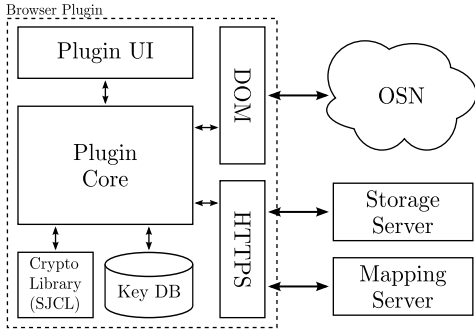 Browser Plugin
Plugin UI
DOM
OSN
Plugin
Core
HTTPS
Storage
Server
Crypto
Library
(SJCL)
Key DB
Mapping
Server